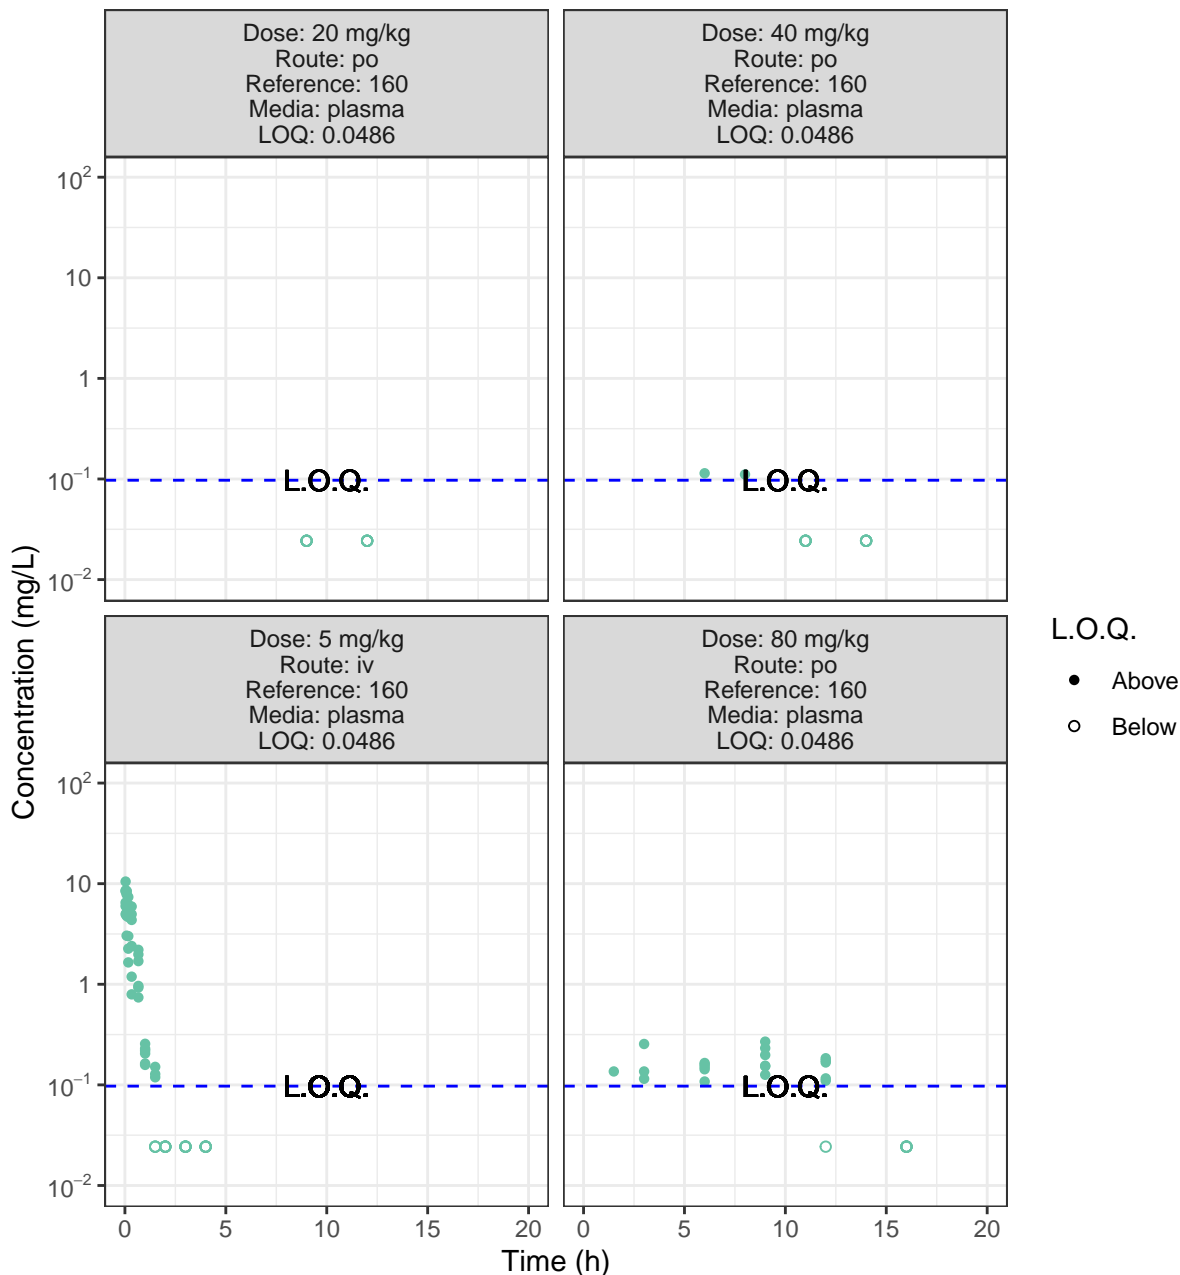 Dose: 20 mg/kg
Route: po
Reference: 160
Media: plasma
LOQ: 0.0486
Dose: 40 mg/kg
Route: po
Reference: 160
Media: plasma
LOQ: 0.0486
10²
10
1
10⁻¹
10⁻²
L.O.Q.
L.O.Q.
Dose: 5 mg/kg
Route: iv
Reference: 160
Media: plasma
LOQ: 0.0486
Dose: 80 mg/kg
Route: po
Reference: 160
Media: plasma
LOQ: 0.0486
10²
10
1
10⁻¹
10⁻²
L.O.Q.
L.O.Q.
0 5 10 15 20
0 5 10 15 20
Time (h)
Concentration (mg/L)
L.O.Q.
Above
Below